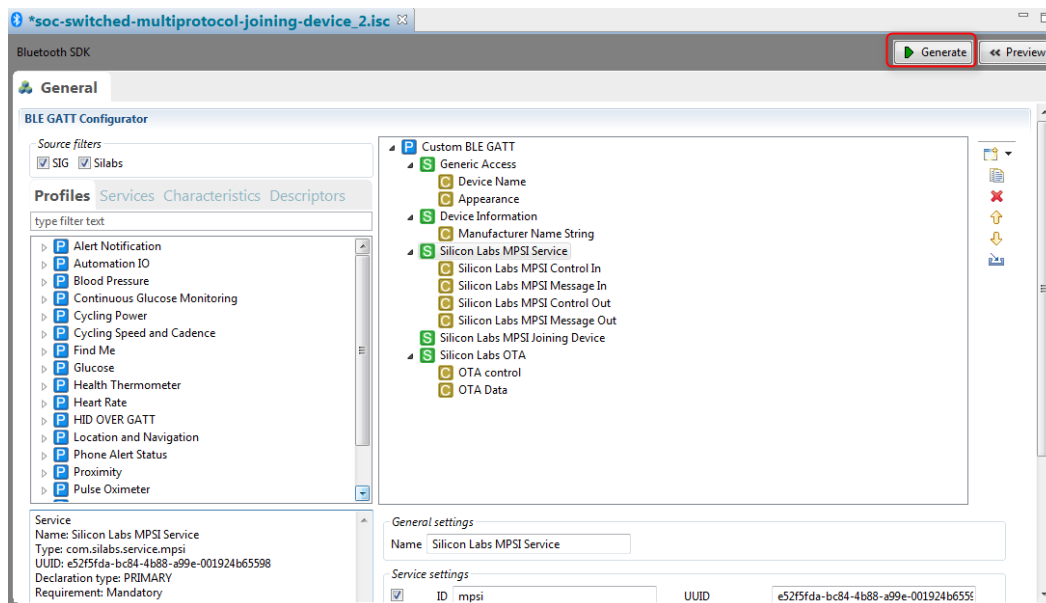 *soc-switched-multiprotocol-joining-device_2.isc
Bluetooth SDK
Generate
Preview
General
BLE GATT Configurator
Source filters
SIG Silabs
Profiles Services Characteristics Descriptors
type filter text
P Alert Notification
P Automation IO
P Blood Pressure
P Continuous Glucose Monitoring
P Cycling Power
P Cycling Speed and Cadence
P Find Me
P Glucose
P Health Thermometer
P Heart Rate
P HID OVER GATT
P Location and Navigation
P Phone Alert Status
P Proximity
P Pulse Oximeter
Service
Name: Silicon Labs MPSI Service
Type: com.silabs.service.mpsi
UUID: e52f5fda-bc84-4b88-a99e-001924b65598
Declaration type: PRIMARY
Requirement: Mandatory
P Custom BLE GATT
S Generic Access
C Device Name
C Appearance
S Device Information
C Manufacturer Name String
S Silicon Labs MPSI Service
C Silicon Labs MPSI Control In
C Silicon Labs MPSI Message In
C Silicon Labs MPSI Control Out
C Silicon Labs MPSI Message Out
S Silicon Labs MPSI Joining Device
S Silicon Labs OTA
C OTA control
C OTA Data
General settings
Name Silicon Labs MPSI Service
Service settings
ID mpsi UUID e52f5fda-bc84-4b88-a99e-001924b6559